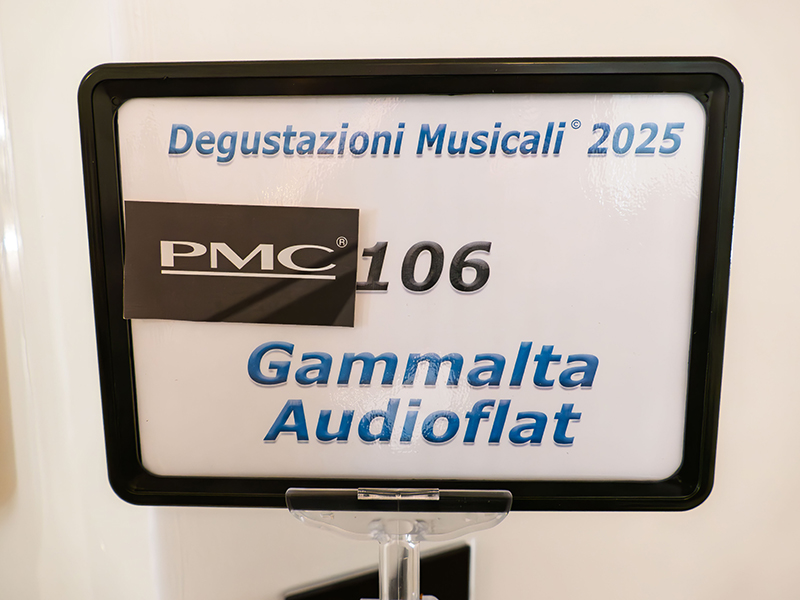 Degustazioni Musicali© 2025
PMC® 106
Gammalta
Audioflat